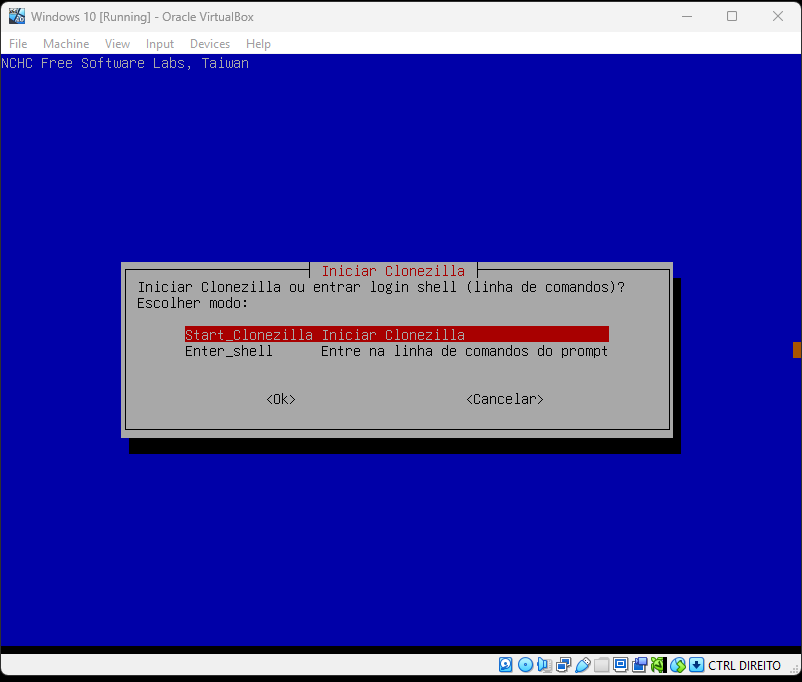 Windows 10 [Running] - Oracle VirtualBox
File Machine View Input Devices Help
NCHC Free Software Labs, Taiwan
Iniciar Clonezilla
Iniciar Clonezilla ou entrar login shell (linha de comandos)?
Escolher modo:
Start_Clonezilla Iniciar Clonezilla
Enter_shell Entre na linha de comandos do prompt
<Ok> <Cancelar>
CTRL DIREITO